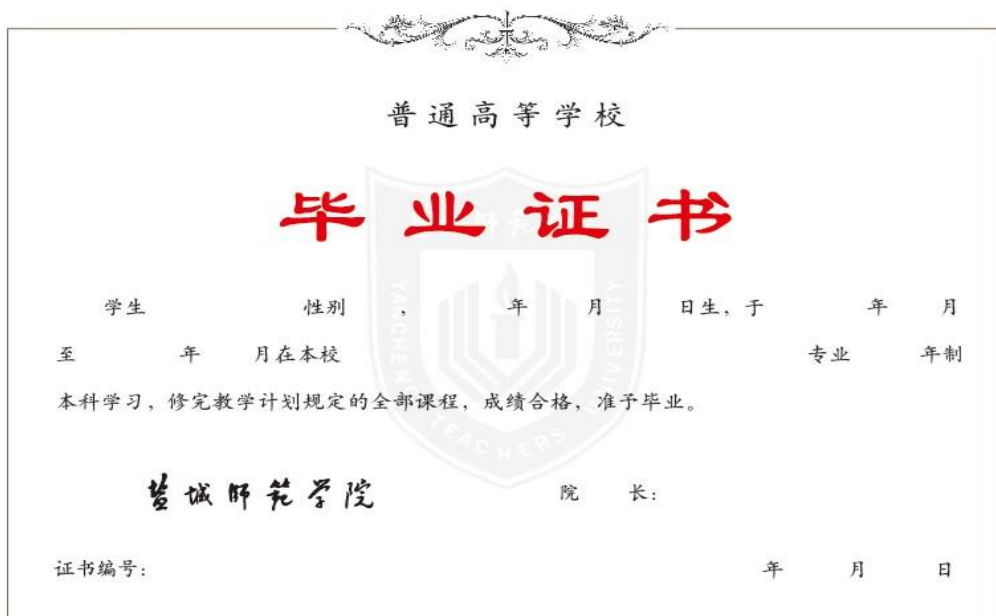 普通高等学校
毕业证书
学生 性别 , 年 月 日生, 于 年 月
至 年 月在本校 专业 年制
本科学习, 修完教学计划规定的全部课程, 成绩合格, 准予毕业。
盐城师范学院 院 长:
证书编号: 年 月 日
YANCHENG TEACHERS UNIVERSITY